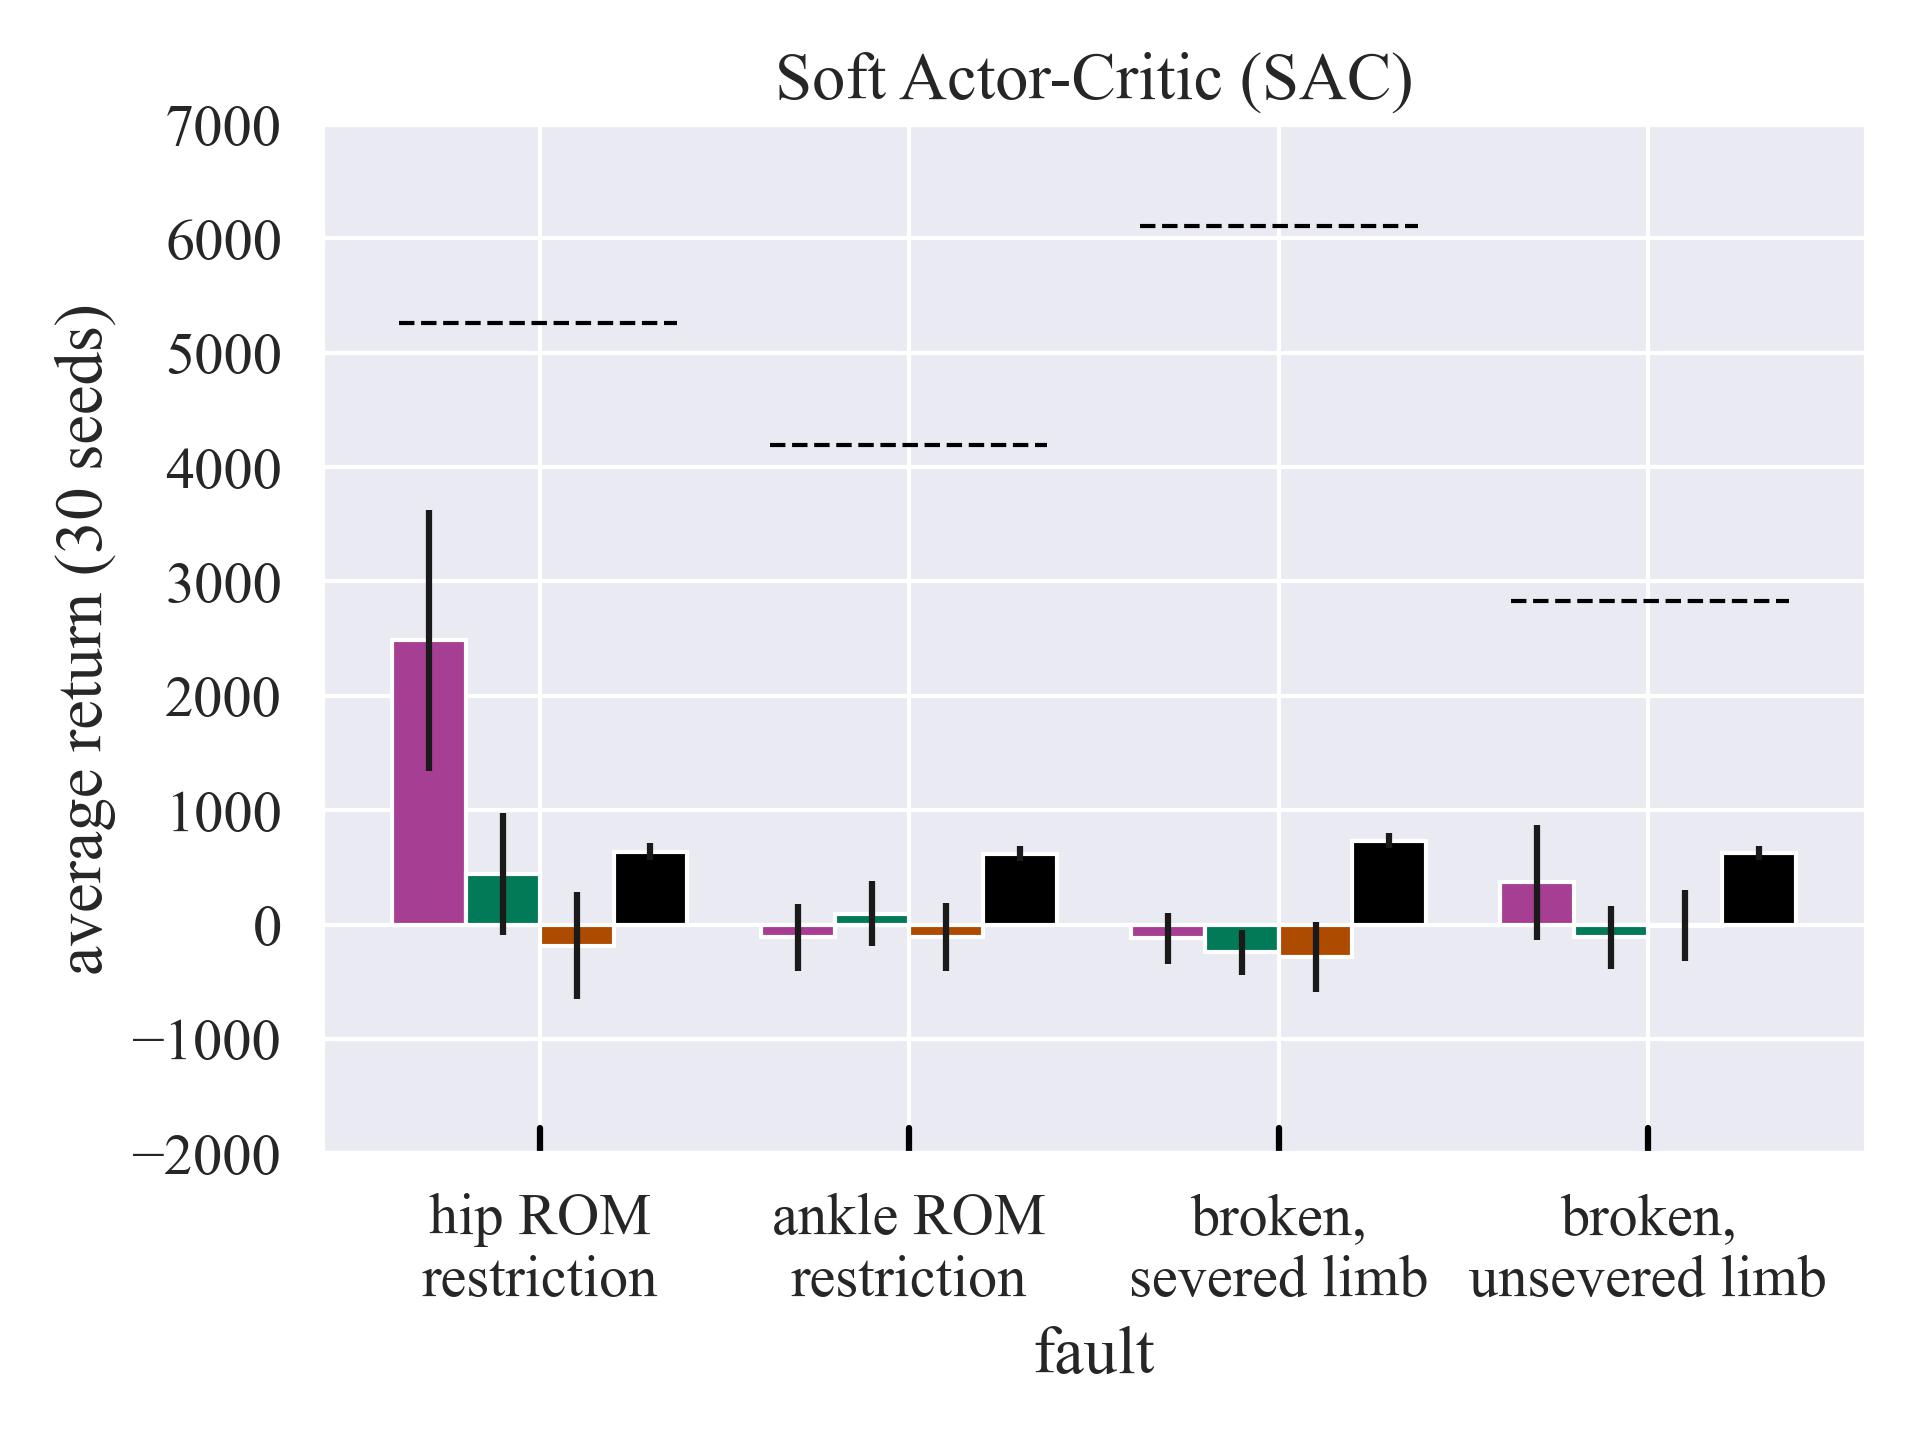 Soft Actor-Critic (SAC)
7000
6000
5000
4000
3000
2000
1000
0
−1000
−2000
average return (30 seeds)
hip ROM
restriction
ankle ROM
restriction
broken,
severed limb
broken,
unsevered limb
fault